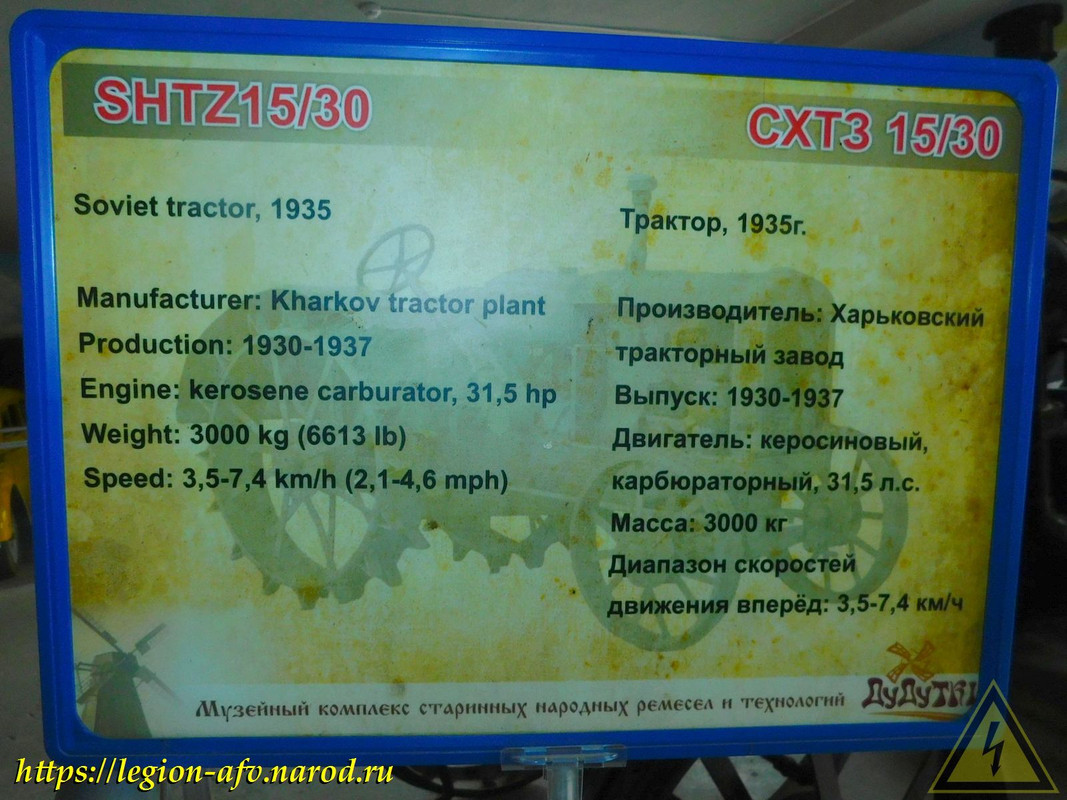 SHTZ15/30
Soviet tractor, 1935
Manufacturer: Kharkov tractor plant
Production: 1930-1937
Engine: kerosene carburator, 31,5 hp
Weight: 3000 kg (6613 lb)
Speed: 3,5-7,4 km/h (2,1-4,6 mph)
СХТЗ 15/30
Трактор, 1935г.
Производитель: Харьковский
тракторный завод
Выпуск: 1930-1937
Двигатель: керосиновый,
карбюраторный, 31,5 л.с.
Масса: 3000 кг
Диапазон скоростей
движения вперёд: 3,5-7,4 км/ч
Музейный комплекс старинных народных ремесел и технологий
Дудутки
https://legion-afv.narod.ru